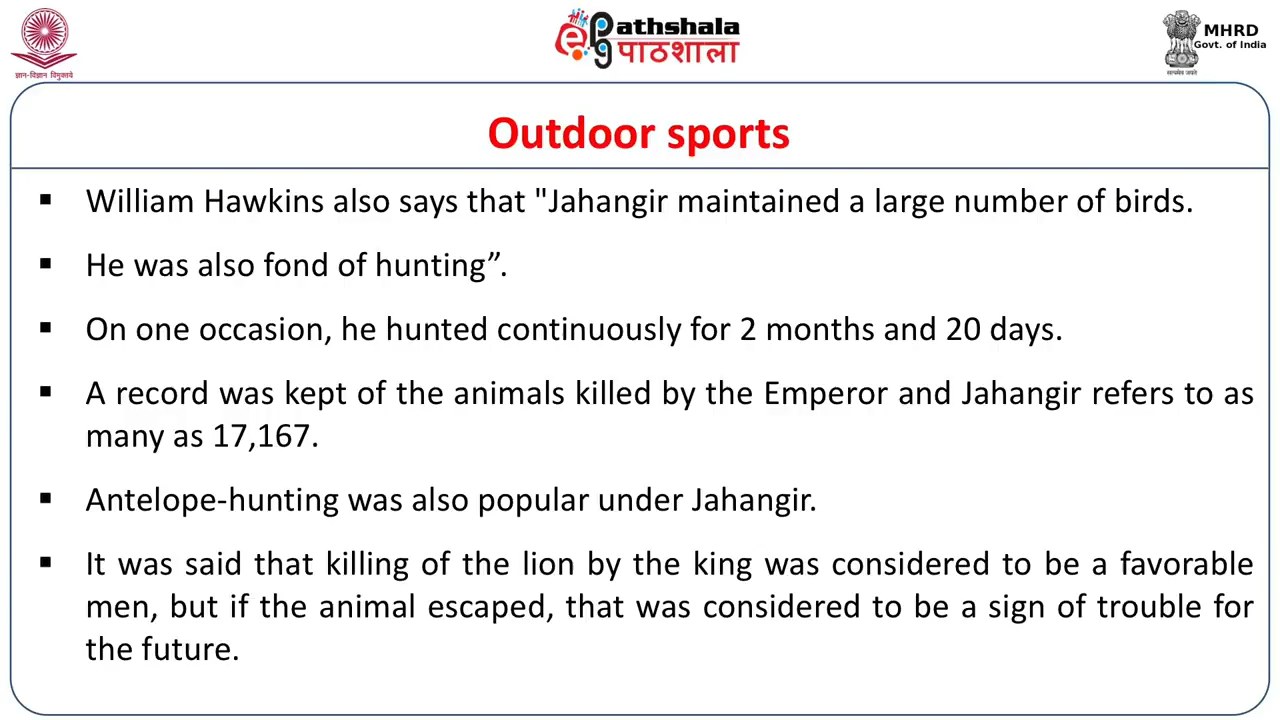 ज्ञान-विज्ञान विमुक्तये
ePathshala
पाठशाला
MHRD
Govt. of India
सत्यमेव जयते
Outdoor sports
▪ William Hawkins also says that "Jahangir maintained a large number of birds.
▪ He was also fond of hunting”.
▪ On one occasion, he hunted continuously for 2 months and 20 days.
▪ A record was kept of the animals killed by the Emperor and Jahangir refers to as
many as 17,167.
▪ Antelope-hunting was also popular under Jahangir.
▪ It was said that killing of the lion by the king was considered to be a favorable
men, but if the animal escaped, that was considered to be a sign of trouble for
the future.